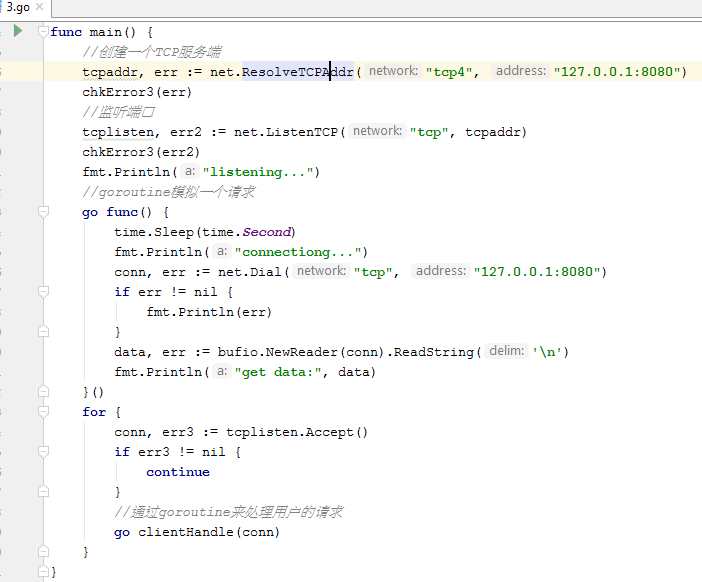 3.go
func main() {
//创建一个TCP服务端
tcpaddr, err := net.ResolveTCPAddr( network: "tcp4", address: "127.0.0.1:8080")
chkError3(err)
//监听端口
tcplisten, err2 := net.ListenTCP( network: "tcp", tcpaddr)
chkError3(err2)
fmt.Println( a: "listening...")
//goroutine模拟一个请求
go func() {
time.Sleep(time.Second)
fmt.Println( a: "connectiong...")
conn, err := net.Dial( network: "tcp", address: "127.0.0.1:8080")
if err != nil {
fmt.Println(err)
}
data, err := bufio.NewReader(conn).ReadString( delim: '\n')
fmt.Println( a: "get data:", data)
}()
for {
conn, err3 := tcplisten.Accept()
if err3 != nil {
continue
}
//通过goroutine来处理用户的请求
go clientHandle(conn)
}
}